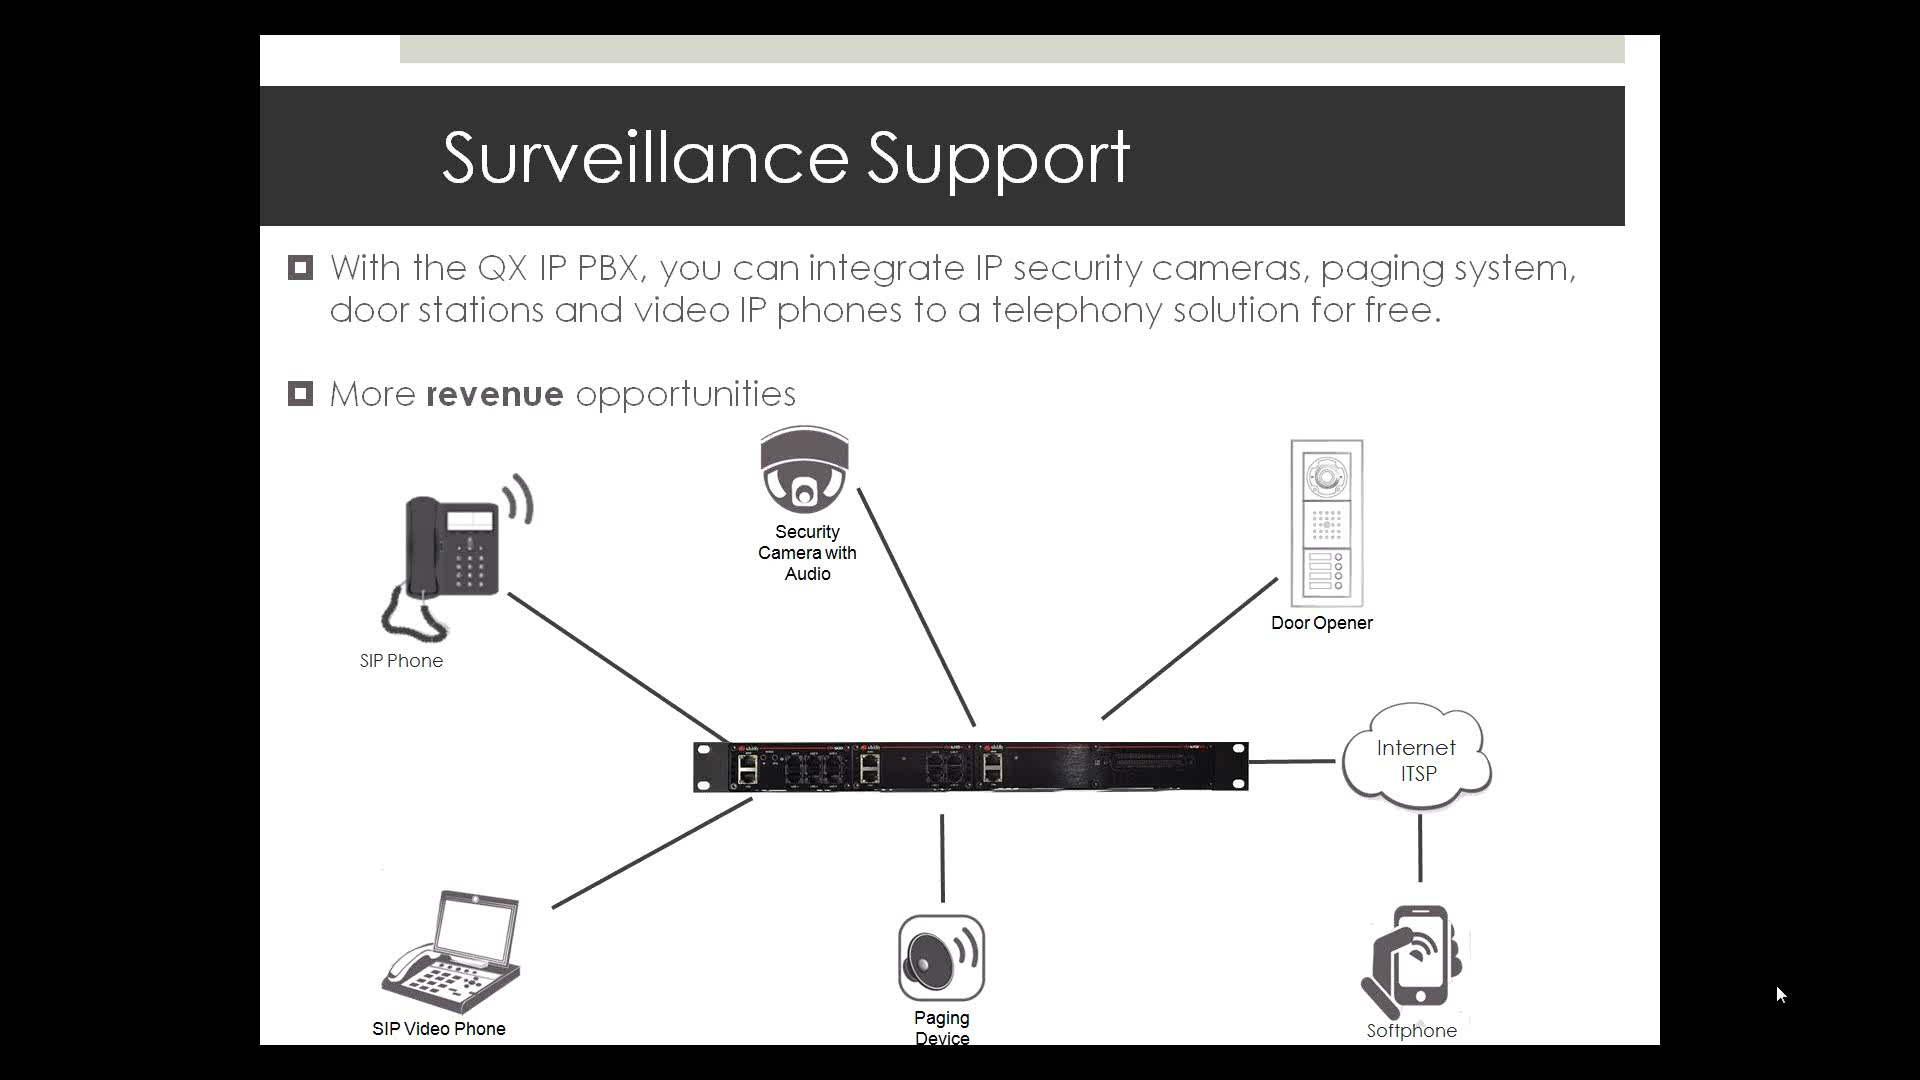 Surveillance Support
With the QX IP PBX, you can integrate IP security cameras, paging system,
door stations and video IP phones to a telephony solution for free.
More revenue opportunities
Security
Camera with
Audio
Door Opener
SIP Phone
Internet
ITSP
SIP Video Phone
Paging
Device
Softphone